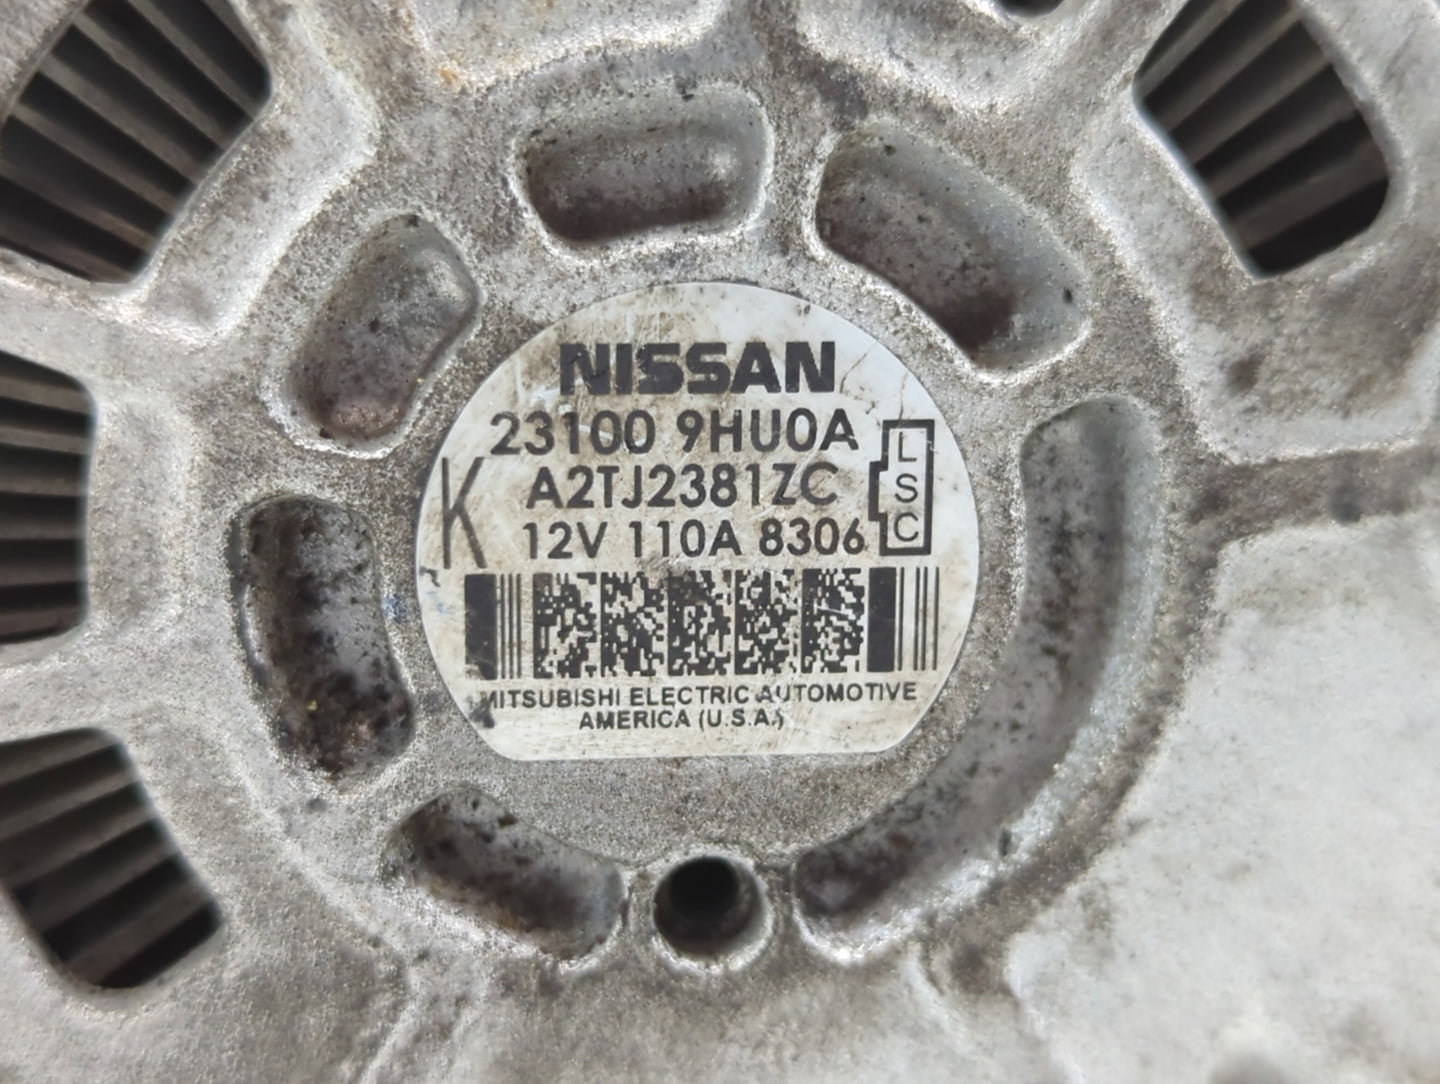 NISSAN
23100 9HU0A
K A2TJ2381ZC
12V 110A 8306
L
S
C
MITSUBISHI ELECTRIC AUTOMOTIVE
AMERICA (U.S.A.)